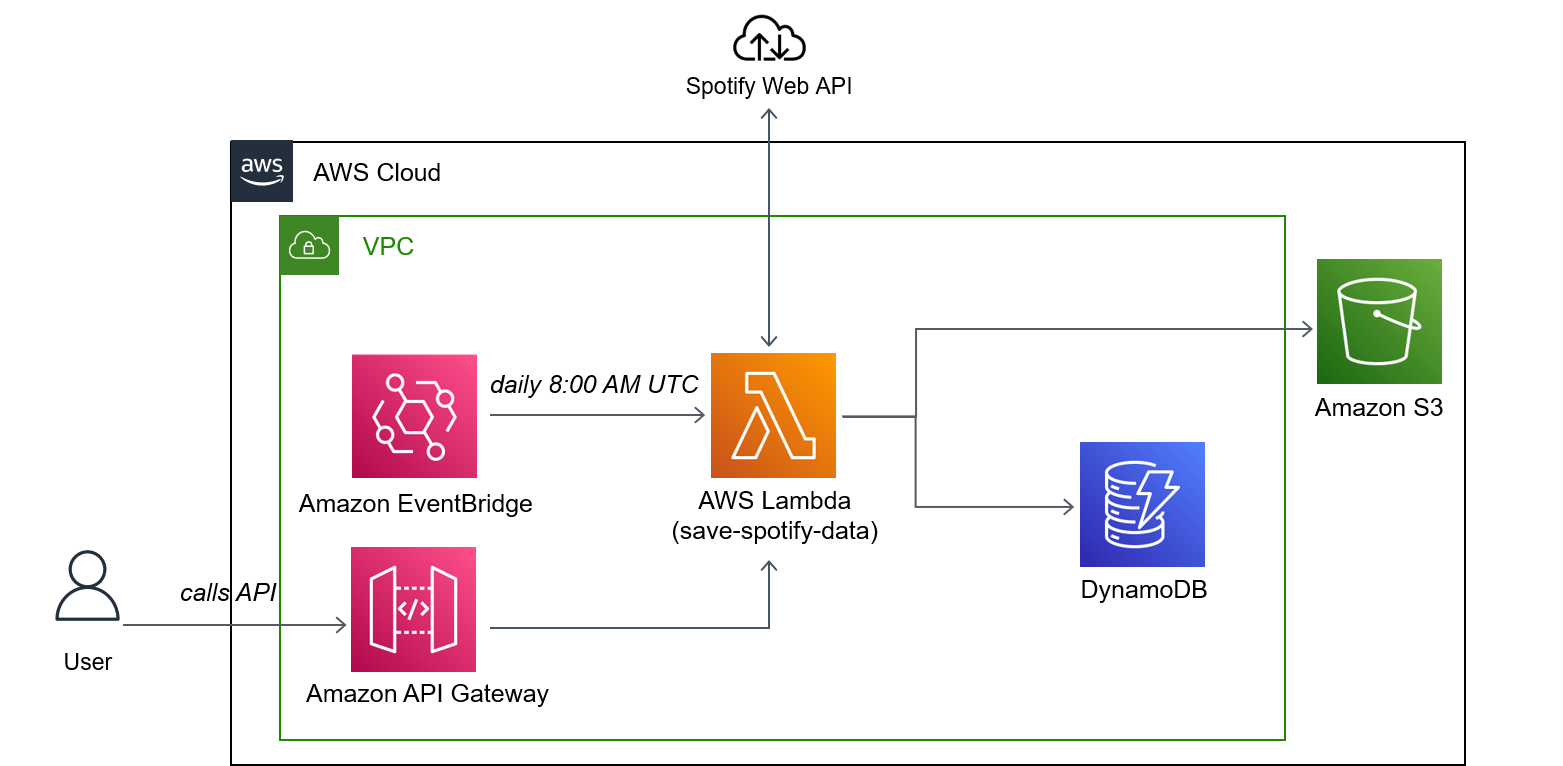 Spotify Web API
aws
AWS Cloud
VPC
daily 8:00 AM UTC
Amazon S3
Amazon EventBridge
AWS Lambda
(save-spotify-data)
DynamoDB
calls API
</>
User
Amazon API Gateway